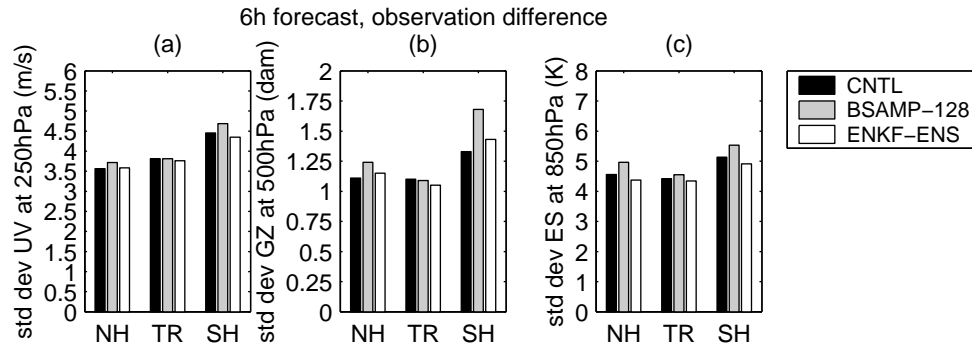 6h forecast, observation difference
(a)
std dev UV at 250hPa (m/s)
6
5.5
5
4.5
4
3.5
3
2.5
2
1.5
1
0.5
0
NH TR SH
(b)
std dev GZ at 500hPa (dam)
2
1.75
1.5
1.25
1
0.75
0.5
0.25
0
NH TR SH
(c)
std dev ES at 850hPa (K)
8
7
6
5
4
3
2
1
0
NH TR SH
CNTL
BSAMP−128
ENKF−ENS